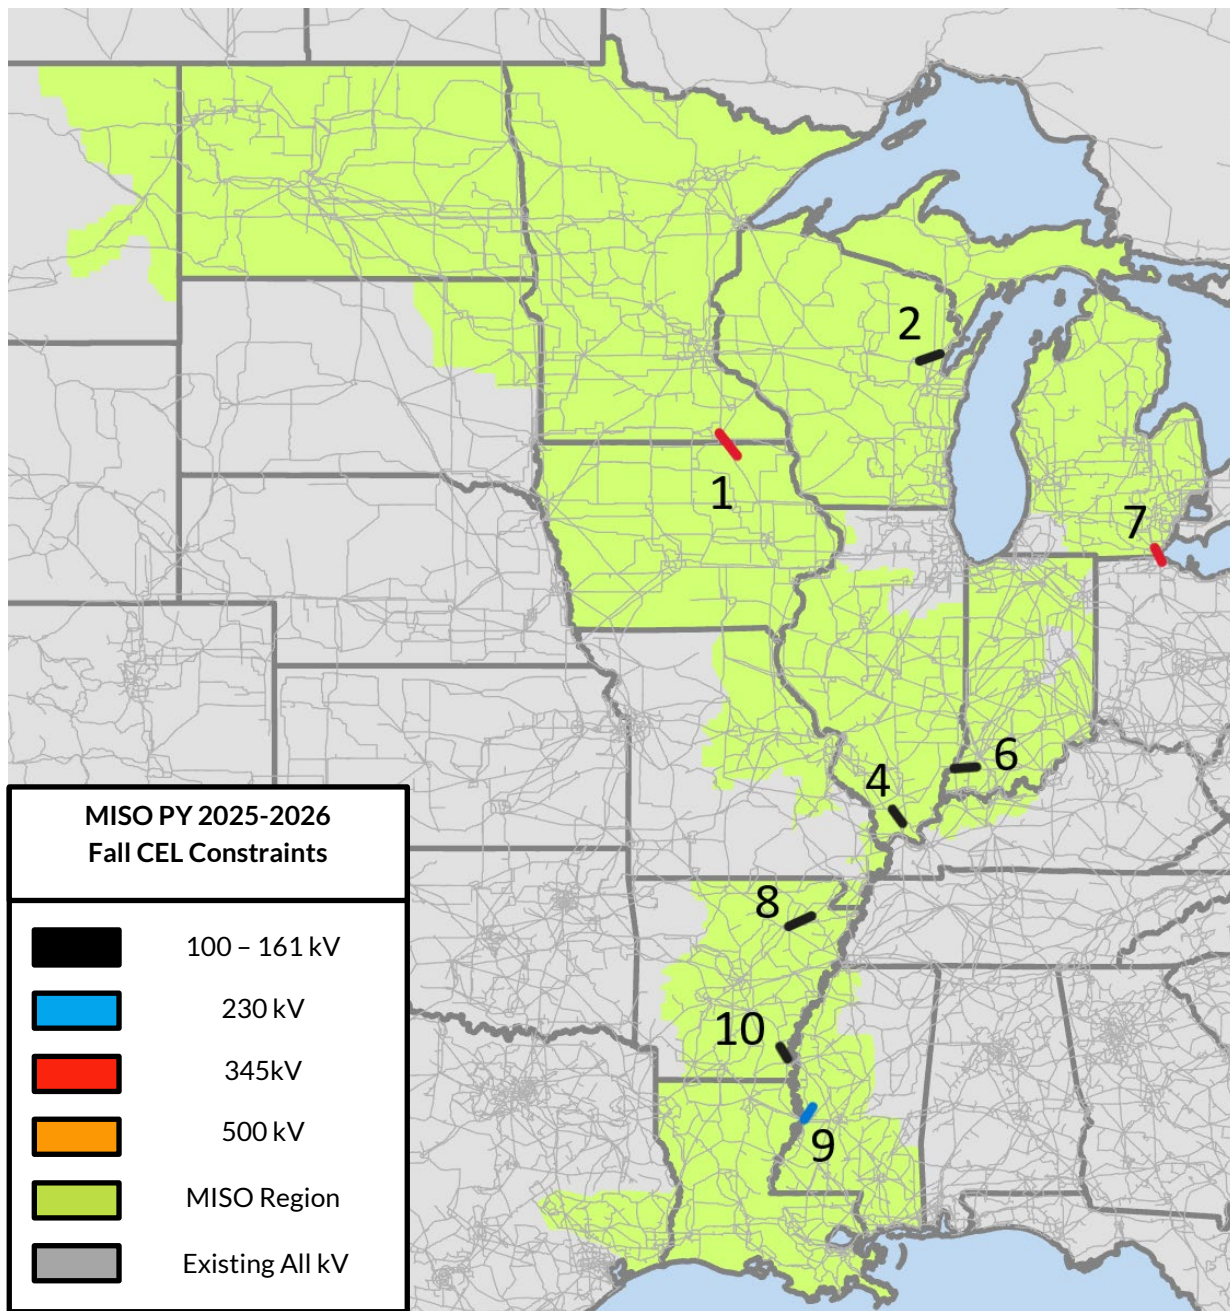 2
1
7
6
4
8
10
9
MISO PY 2025-2026
Fall CEL Constraints
100 – 161 kV
230 kV
345kV
500 kV
MISO Region
Existing All kV